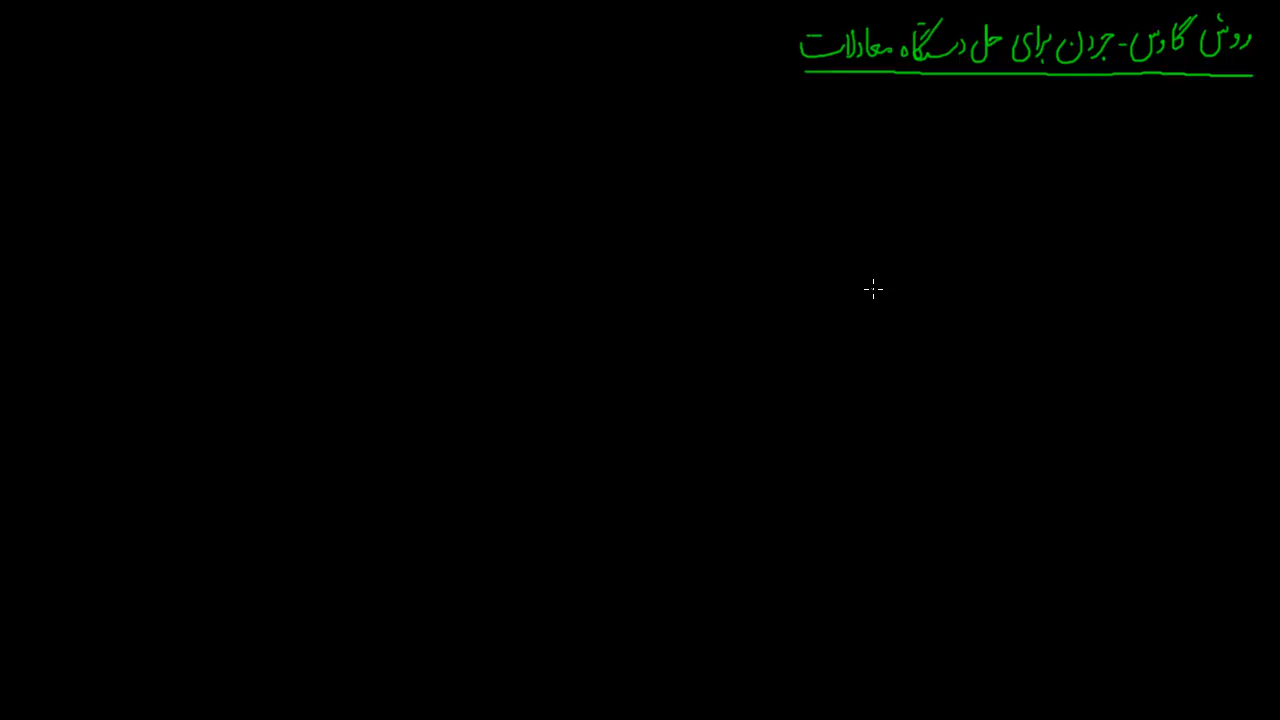 روش گاوس - جردن برای حل دستگاه معادلات